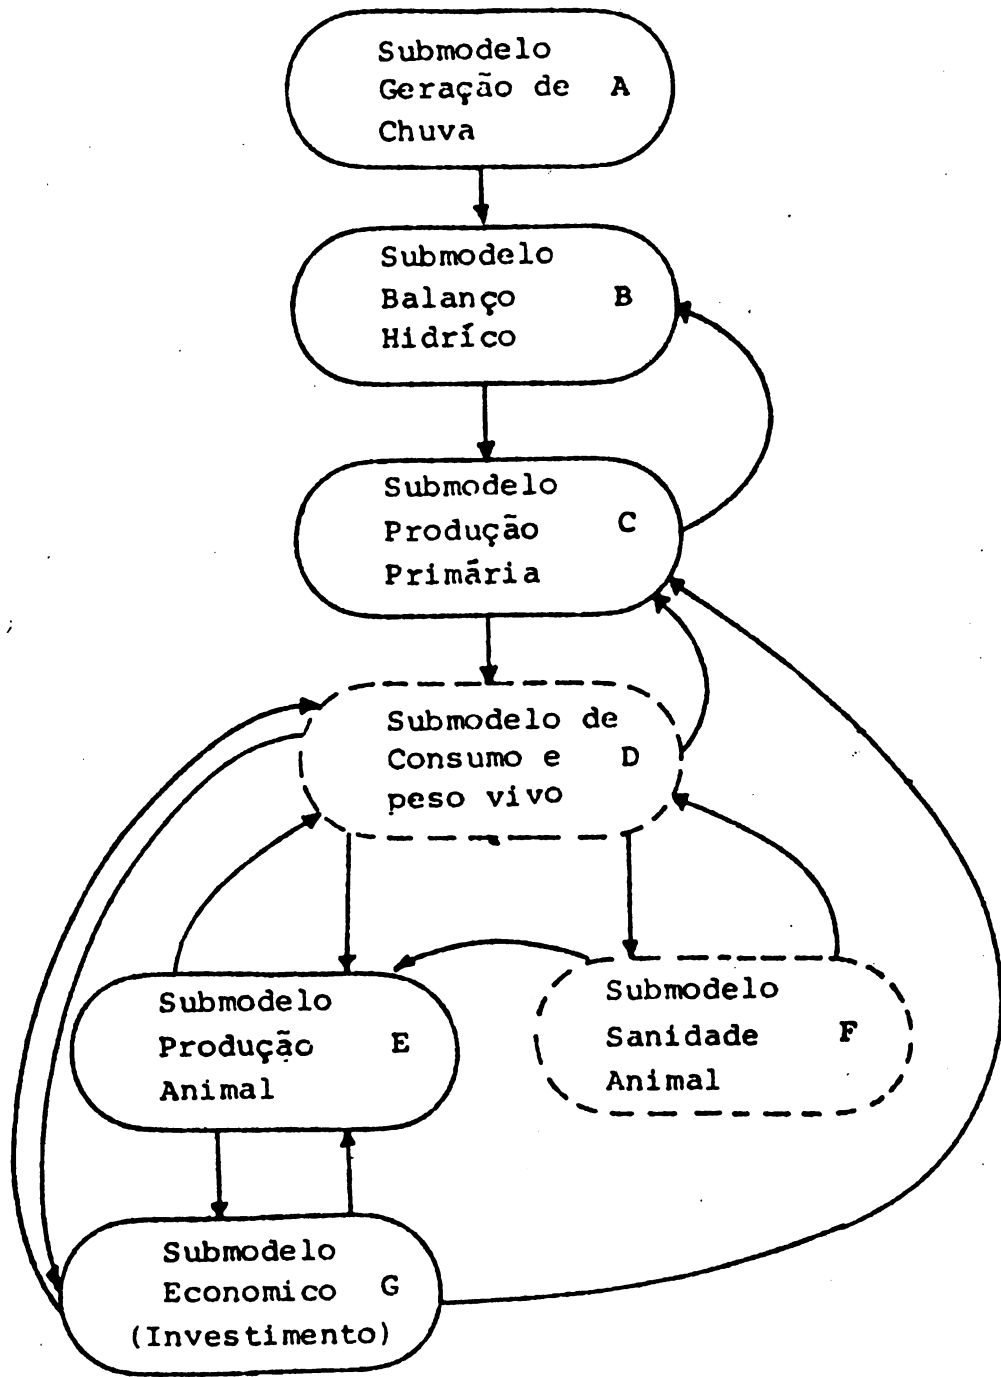 Submodelo
Geração de A
Chuva
Submodelo
Balanço B
Hidríco
Submodelo
Produção C
Primária
Submodelo de
Consumo e D
peso vivo
Submodelo
Produção E
Animal
Submodelo
Sanidade F
Animal
Submodelo
Economico G
(Investimento)